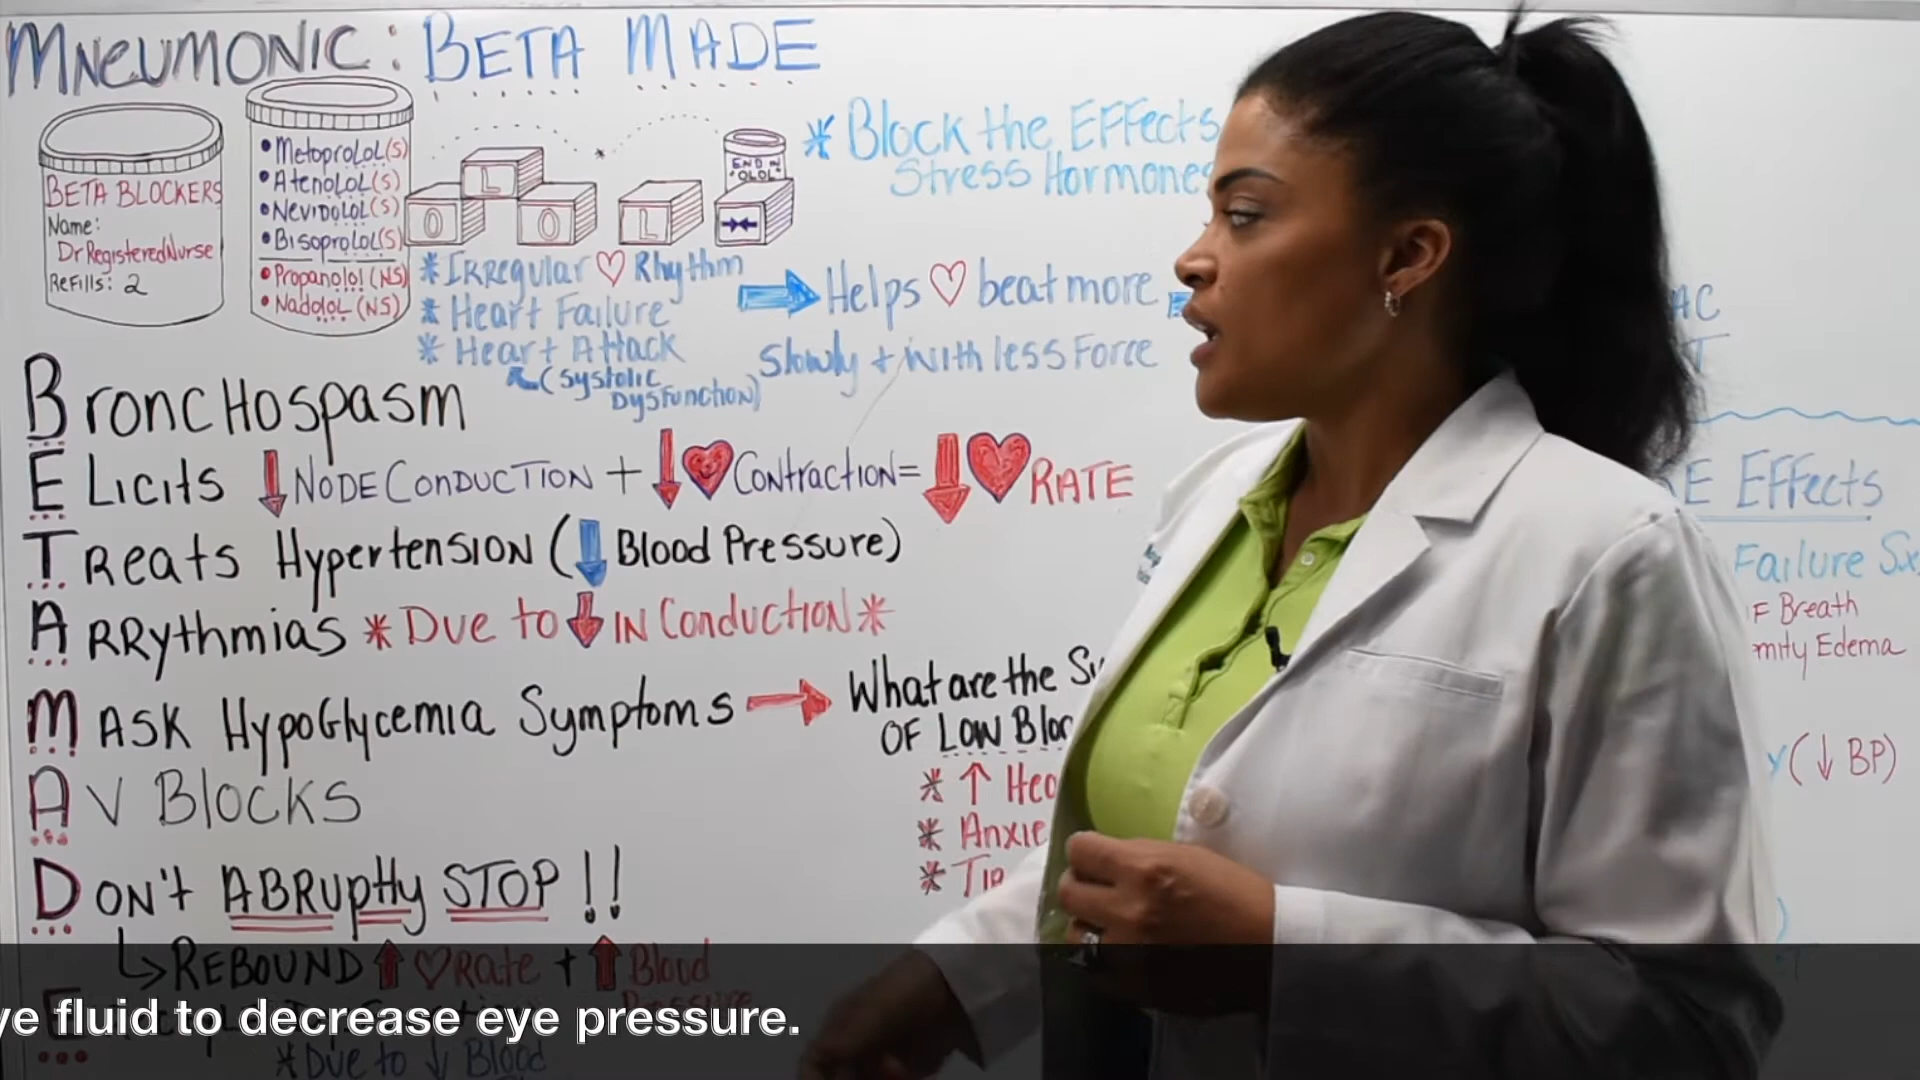 MNEUMONIC: BETA MADE
BETA BLOCKERS
Name:
DrRegisteredNurse
Refills: 2
• Metoprolol(S)
• Atenolol(S)
• Nevidolol(S)
• Bisoprolol(S)
• Propanolol (NS)
• Nadolol (NS)
O L O L
END IN
"OLOL"
* Block the Effects
Stress Hormones
* Irregular ♡ Rhythm
* Heart Failure
* Heart Attack
(Systolic
Dysfunction)
Helps ♡ beat more
Slowly + with less Force
AC
Bronchospasm
Elicits ↓ Node Conduction + ↓ ♥ Contraction = ↓ ♥ RATE
Treats Hypertension (↓ Blood Pressure)
ARRythmias * Due to ↓ IN Conduction *
Mask Hypoglycemia Symptoms →
What are the
OF LOW
* ↑
*
*
AV Blocks
Don't ABRuptly STOP !!
↳ REBOUND ↑ ♡ Rate + ↑ Blood
Pressure
* Due to ↓ Blood
E Effects
Failure Sx
F Breath
Edema
(↓ BP)
fluid to decrease eye pressure.